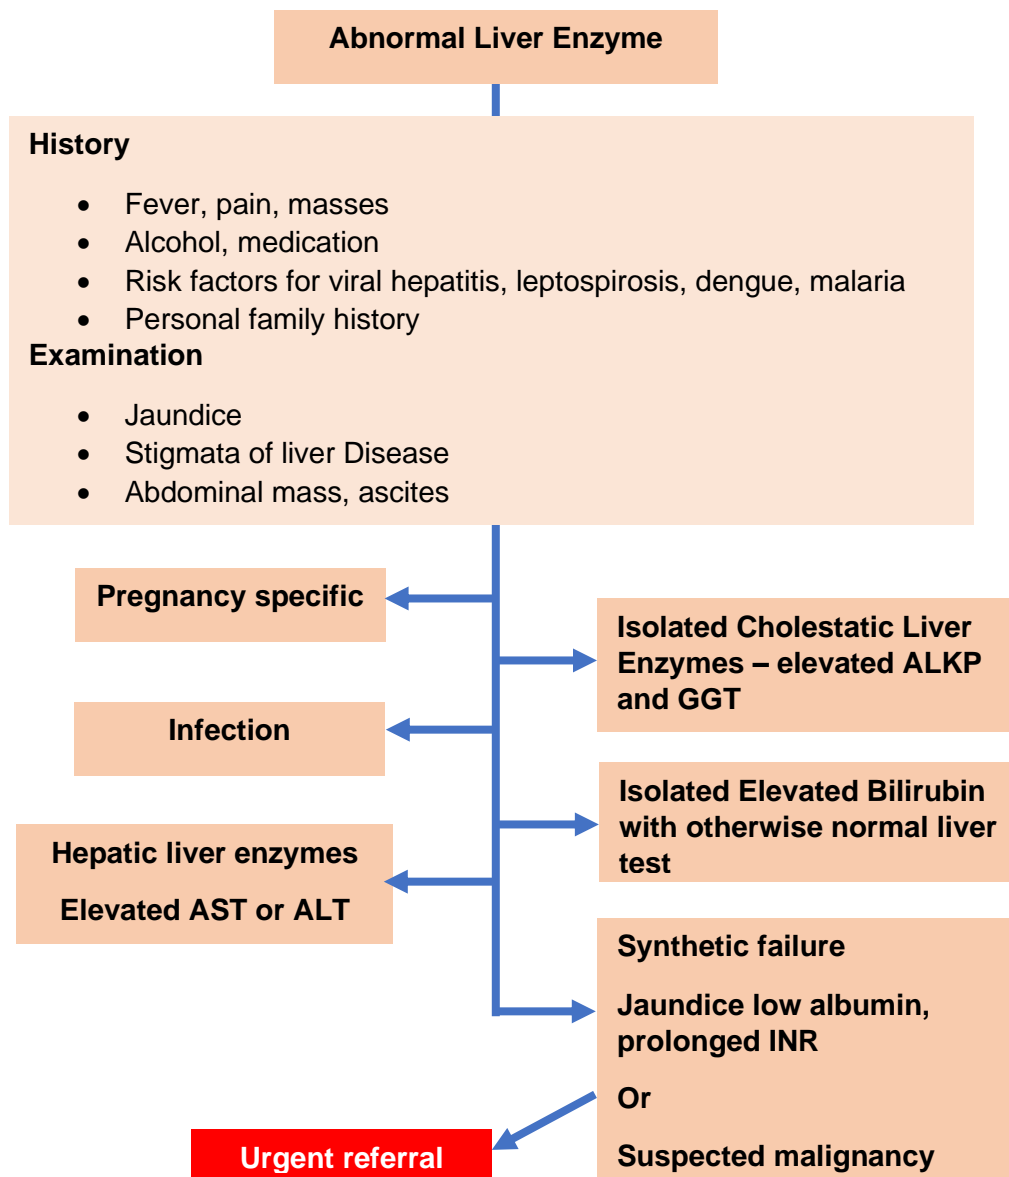 Abnormal Liver Enzyme
History
• Fever, pain, masses
• Alcohol, medication
• Risk factors for viral hepatitis, leptospirosis, dengue, malaria
• Personal family history
Examination
• Jaundice
• Stigmata of liver Disease
• Abdominal mass, ascites
Pregnancy specific
Isolated Cholestatic Liver
Enzymes – elevated ALKP
and GGT
Infection
Isolated Elevated Bilirubin
with otherwise normal liver
test
Hepatic liver enzymes
Elevated AST or ALT
Synthetic failure
Jaundice low albumin,
prolonged INR
Or
Suspected malignancy
Urgent referral